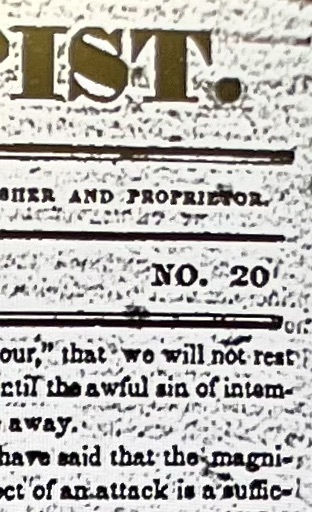 PIST.
SHER AND PROPRIETOR.
NO. 20
our," that we will not rest
ntil the awful sin of intem-
away.
have said that the magni-
ect of an attack is a suffic-